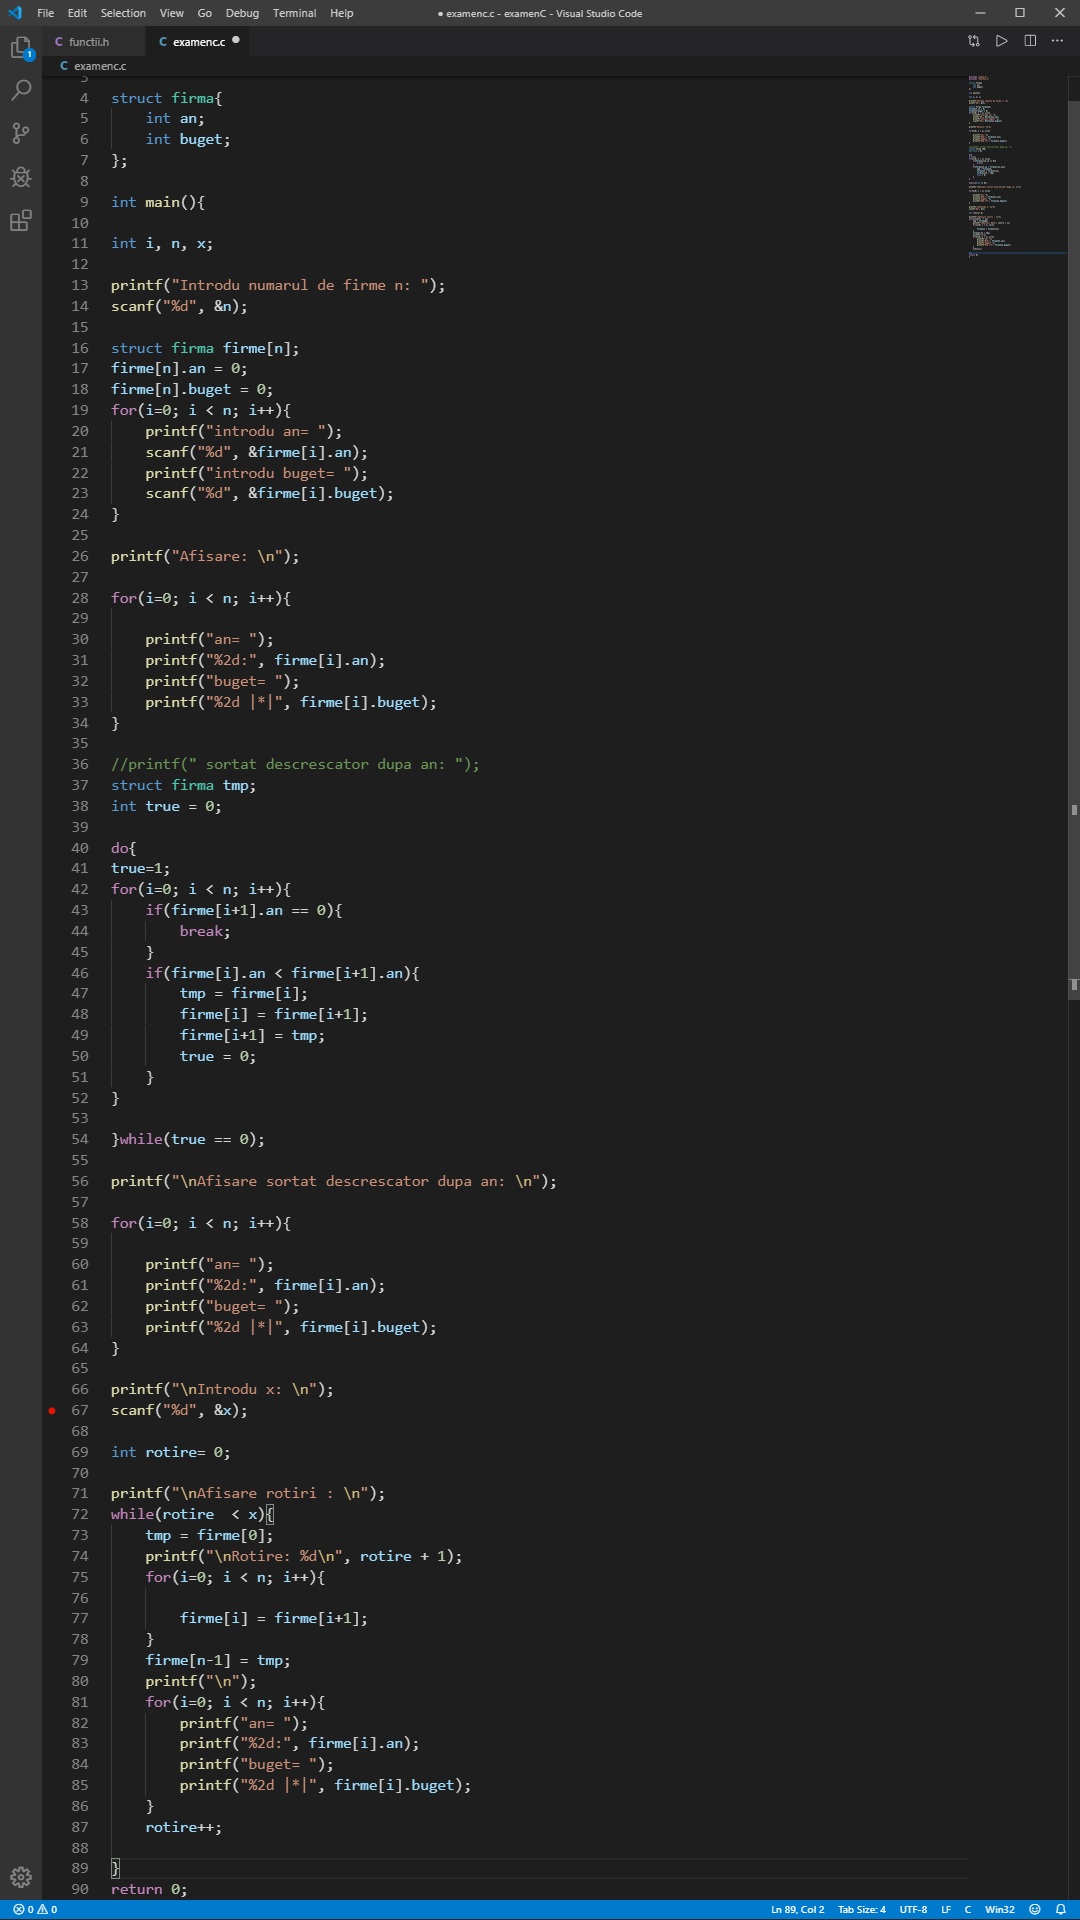 File Edit Selection View Go Debug Terminal Help ● examenc.c - examenC - Visual Studio Code
C functii.h C examenc.c ●
C examenc.c
1
3
4 struct firma{
5 int an;
6 int buget;
7 };
8
9 int main(){
10
11 int i, n, x;
12
13 printf("Introdu numarul de firme n: ");
14 scanf("%d", &n);
15
16 struct firma firme[n];
17 firme[n].an = 0;
18 firme[n].buget = 0;
19 for(i=0; i < n; i++){
20 printf("introdu an= ");
21 scanf("%d", &firme[i].an);
22 printf("introdu buget= ");
23 scanf("%d", &firme[i].buget);
24 }
25
26 printf("Afisare: \n");
27
28 for(i=0; i < n; i++){
29
30 printf("an= ");
31 printf("%2d:", firme[i].an);
32 printf("buget= ");
33 printf("%2d |*|", firme[i].buget);
34 }
35
36 //printf(" sortat descrescator dupa an: ");
37 struct firma tmp;
38 int true = 0;
39
40 do{
41 true=1;
42 for(i=0; i < n; i++){
43 if(firme[i+1].an == 0){
44 break;
45 }
46 if(firme[i].an < firme[i+1].an){
47 tmp = firme[i];
48 firme[i] = firme[i+1];
49 firme[i+1] = tmp;
50 true = 0;
51 }
52 }
53
54 }while(true == 0);
55
56 printf("\nAfisare sortat descrescator dupa an: \n");
57
58 for(i=0; i < n; i++){
59
60 printf("an= ");
61 printf("%2d:", firme[i].an);
62 printf("buget= ");
63 printf("%2d |*|", firme[i].buget);
64 }
65
66 printf("\nIntrodu x: \n");
67 scanf("%d", &x);
68
69 int rotire= 0;
70
71 printf("\nAfisare rotiri : \n");
72 while(rotire  < x){
73 tmp = firme[0];
74 printf("\nRotire: %d\n", rotire + 1);
75 for(i=0; i < n; i++){
76
77 firme[i] = firme[i+1];
78 }
79 firme[n-1] = tmp;
80 printf("\n");
81 for(i=0; i < n; i++){
82 printf("an= ");
83 printf("%2d:", firme[i].an);
84 printf("buget= ");
85 printf("%2d |*|", firme[i].buget);
86 }
87 rotire++;
88
89 }
90 return 0;
0 0 Ln 89, Col 2 Tab Size: 4 UTF-8 LF C Win32